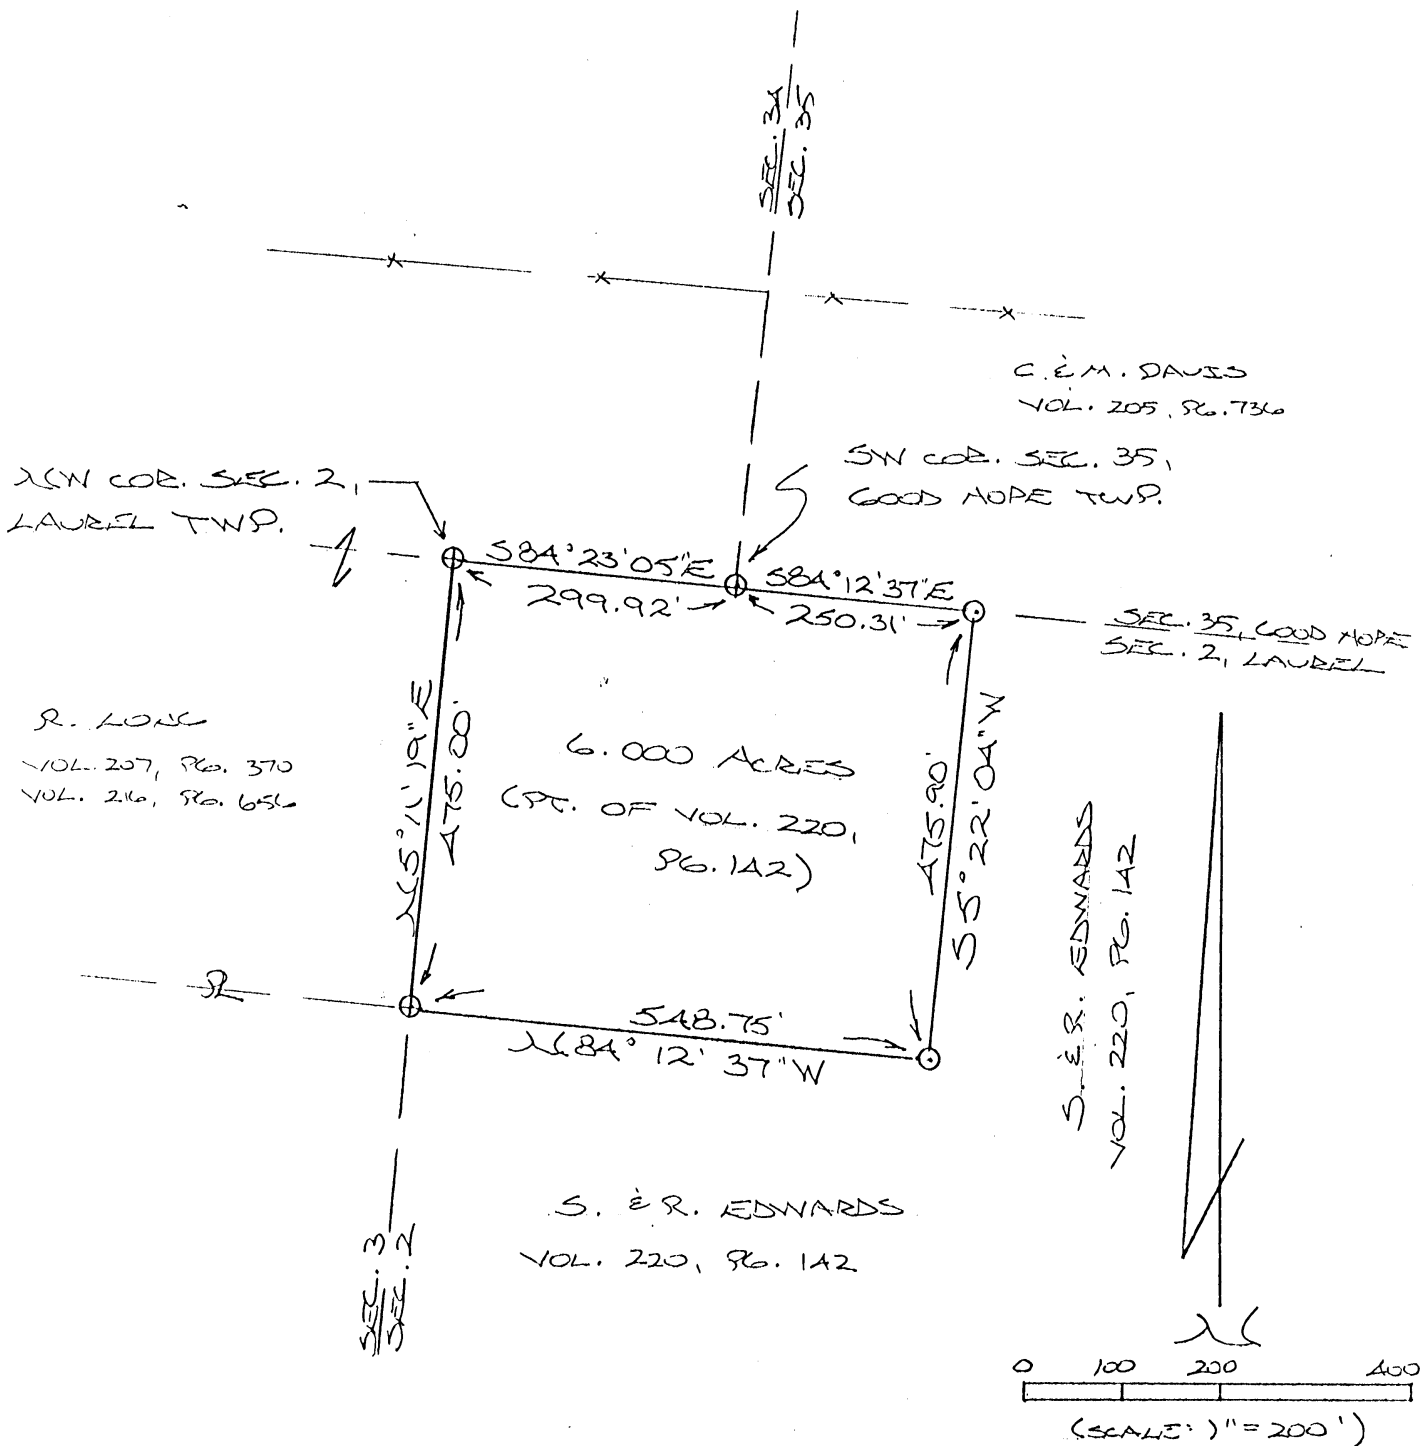 SEC. 34
SEC. 35
C. & M. DAVIS
VOL. 205, PG. 736
SW COR. SEC. 35,
GOOD HOPE TWP.
NW COR. SEC. 2,
LAUREL TWP.
S84°23'05"E
299.92'
S84°12'37"E
250.31'
SEC. 35, GOOD HOPE
SEC. 2, LAUREL
R. LONG
VOL. 207, PG. 370
VOL. 216, PG. 656
N5°11'19"E
475.00'
6.000 ACRES
(PT. OF VOL. 220,
PG. 142)
475.90'
S5°22'04"W
S. & R. EDWARDS
VOL. 220, PG. 142
PL
548.75'
N84°12'37"W
S. & R. EDWARDS
VOL. 220, PG. 142
SEC. 3
SEC. 2
N
0 100 200 400
(SCALE: 1"=200')